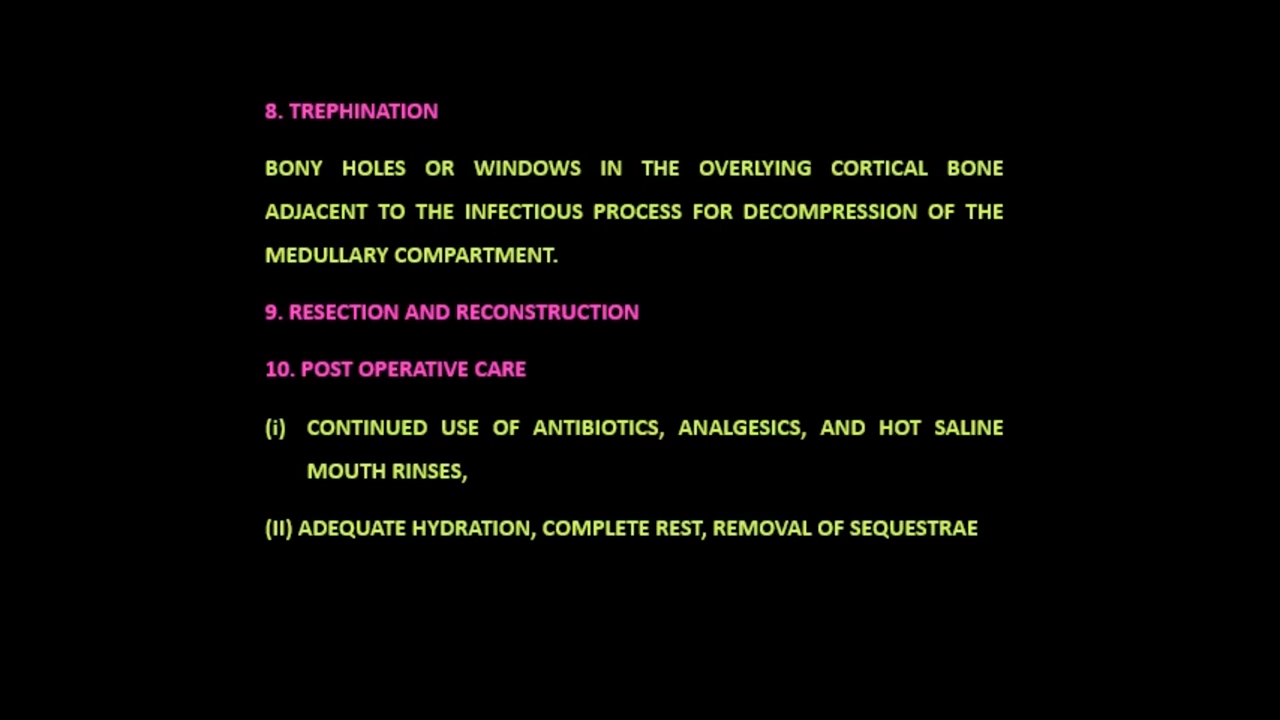 8. TREPHINATION
BONY HOLES OR WINDOWS IN THE OVERLYING CORTICAL BONE
ADJACENT TO THE INFECTIOUS PROCESS FOR DECOMPRESSION OF THE
MEDULLARY COMPARTMENT.
9. RESECTION AND RECONSTRUCTION
10. POST OPERATIVE CARE
(i) CONTINUED USE OF ANTIBIOTICS, ANALGESICS, AND HOT SALINE
MOUTH RINSES,
(II) ADEQUATE HYDRATION, COMPLETE REST, REMOVAL OF SEQUESTRAE